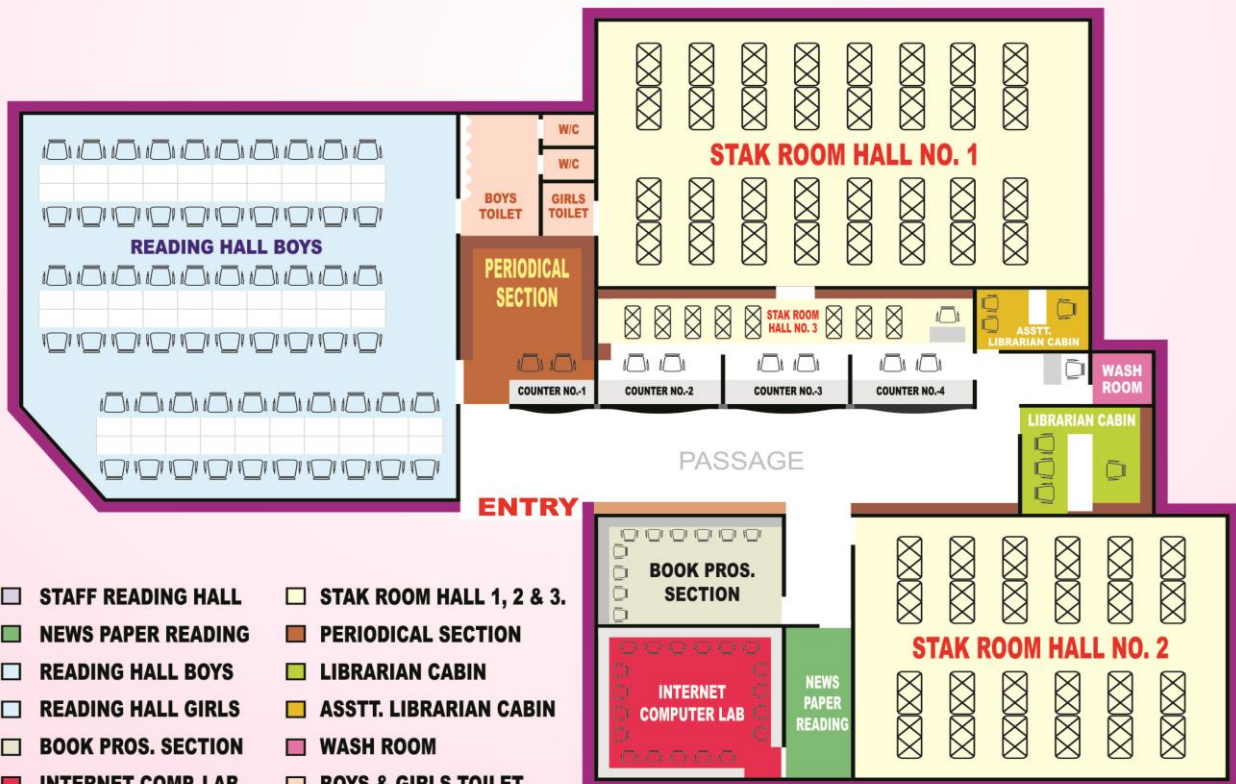 W/C
W/C
STAK ROOM HALL NO. 1
BOYS
TOILET
GIRLS
TOILET
READING HALL BOYS
PERIODICAL
SECTION
STAK ROOM
HALL NO. 3
ASSTT.
LIBRARIAN CABIN
COUNTER NO.-1
COUNTER NO.-2
COUNTER NO.-3
COUNTER NO.-4
WASH
ROOM
LIBRARIAN CABIN
PASSAGE
ENTRY
BOOK PROS.
SECTION
STAK ROOM HALL NO. 2
INTERNET
COMPUTER LAB
NEWS
PAPER
READING
STAFF READING HALL
NEWS PAPER READING
READING HALL BOYS
READING HALL GIRLS
BOOK PROS. SECTION
INTERNET COMP. LAB
STAK ROOM HALL 1, 2 & 3.
PERIODICAL SECTION
LIBRARIAN CABIN
ASSTT. LIBRARIAN CABIN
WASH ROOM
BOYS & GIRLS TOILET